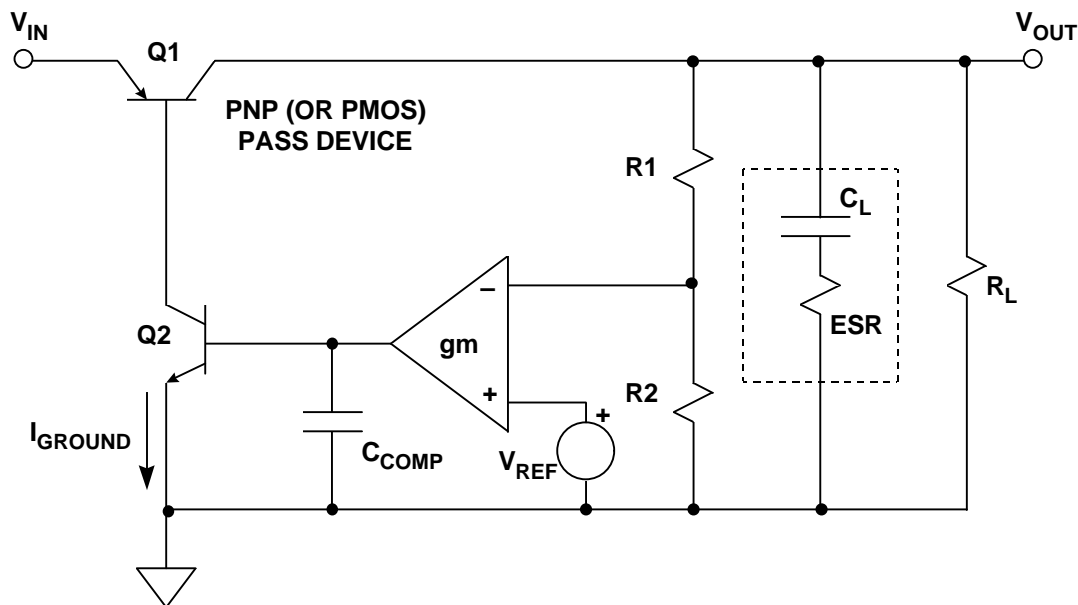 V_IN
V_OUT
Q1
PNP (OR PMOS)
PASS DEVICE
R1
C_L
R_L
ESR
Q2
–
gm
+
R2
+
I_GROUND
C_COMP
V_REF